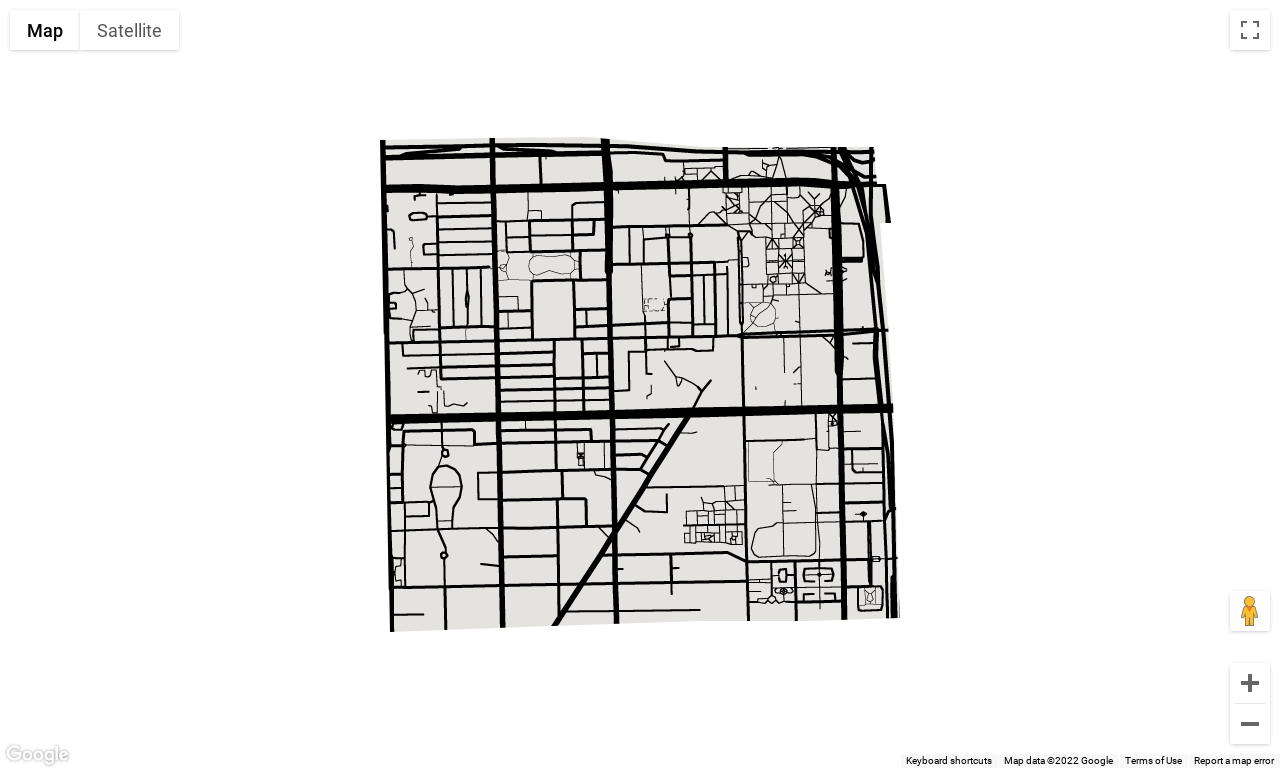 Map Satellite
Google
Keyboard shortcuts Map data ©2022 Google Terms of Use Report a map error